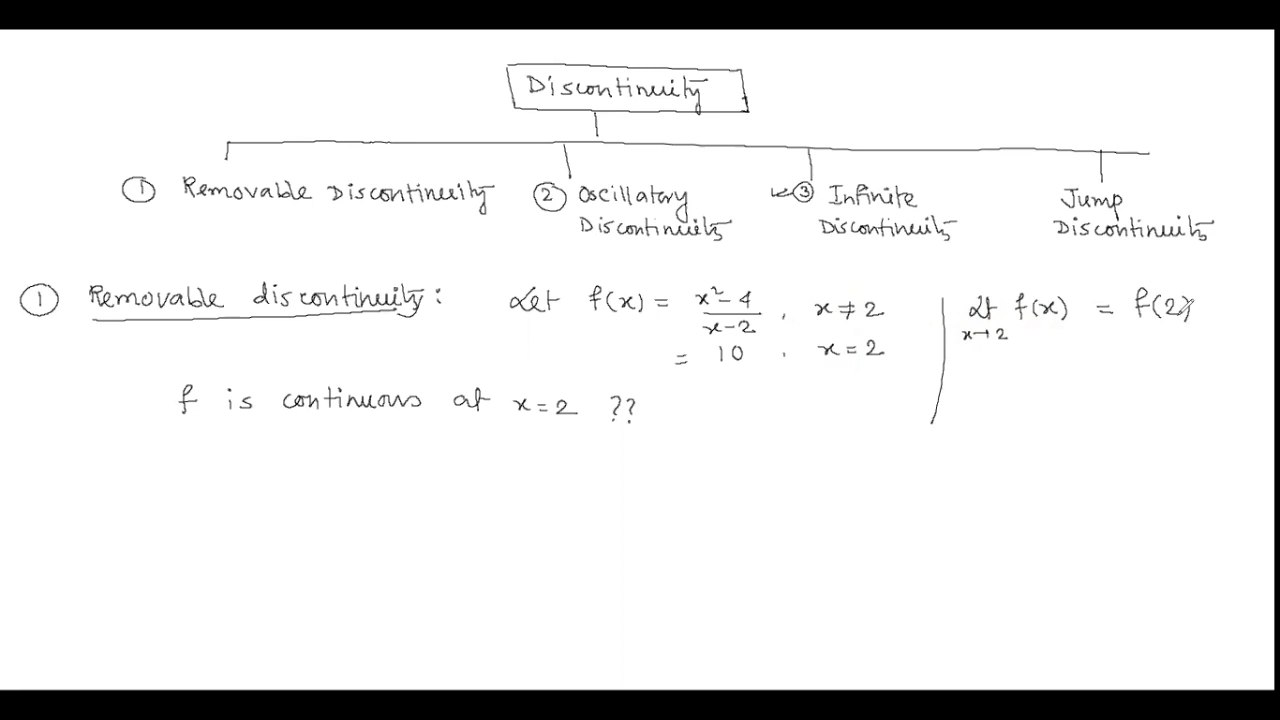 Discontinuity
① Removable Discontinuity ② Oscillatory Discontinuity ③ Infinite Discontinuity Jump Discontinuity
① Removable discontinuity : Let f(x) = x²-4 / x-2 , x ≠ 2 | Lt x→2 f(x) = f(2)
= 10 , x = 2
f is continuous at x = 2 ??